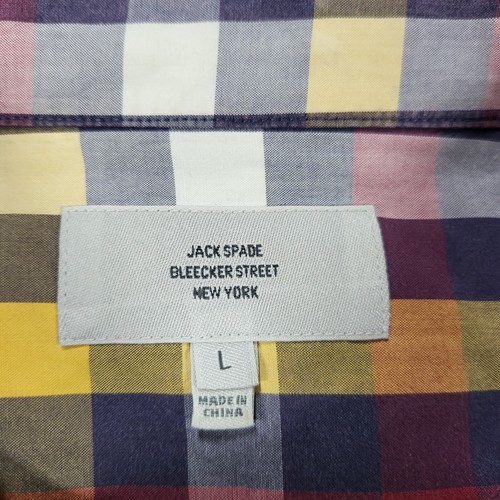 JACK SPADE
BLEECKER STREET
NEW YORK
L
MADE IN
CHINA